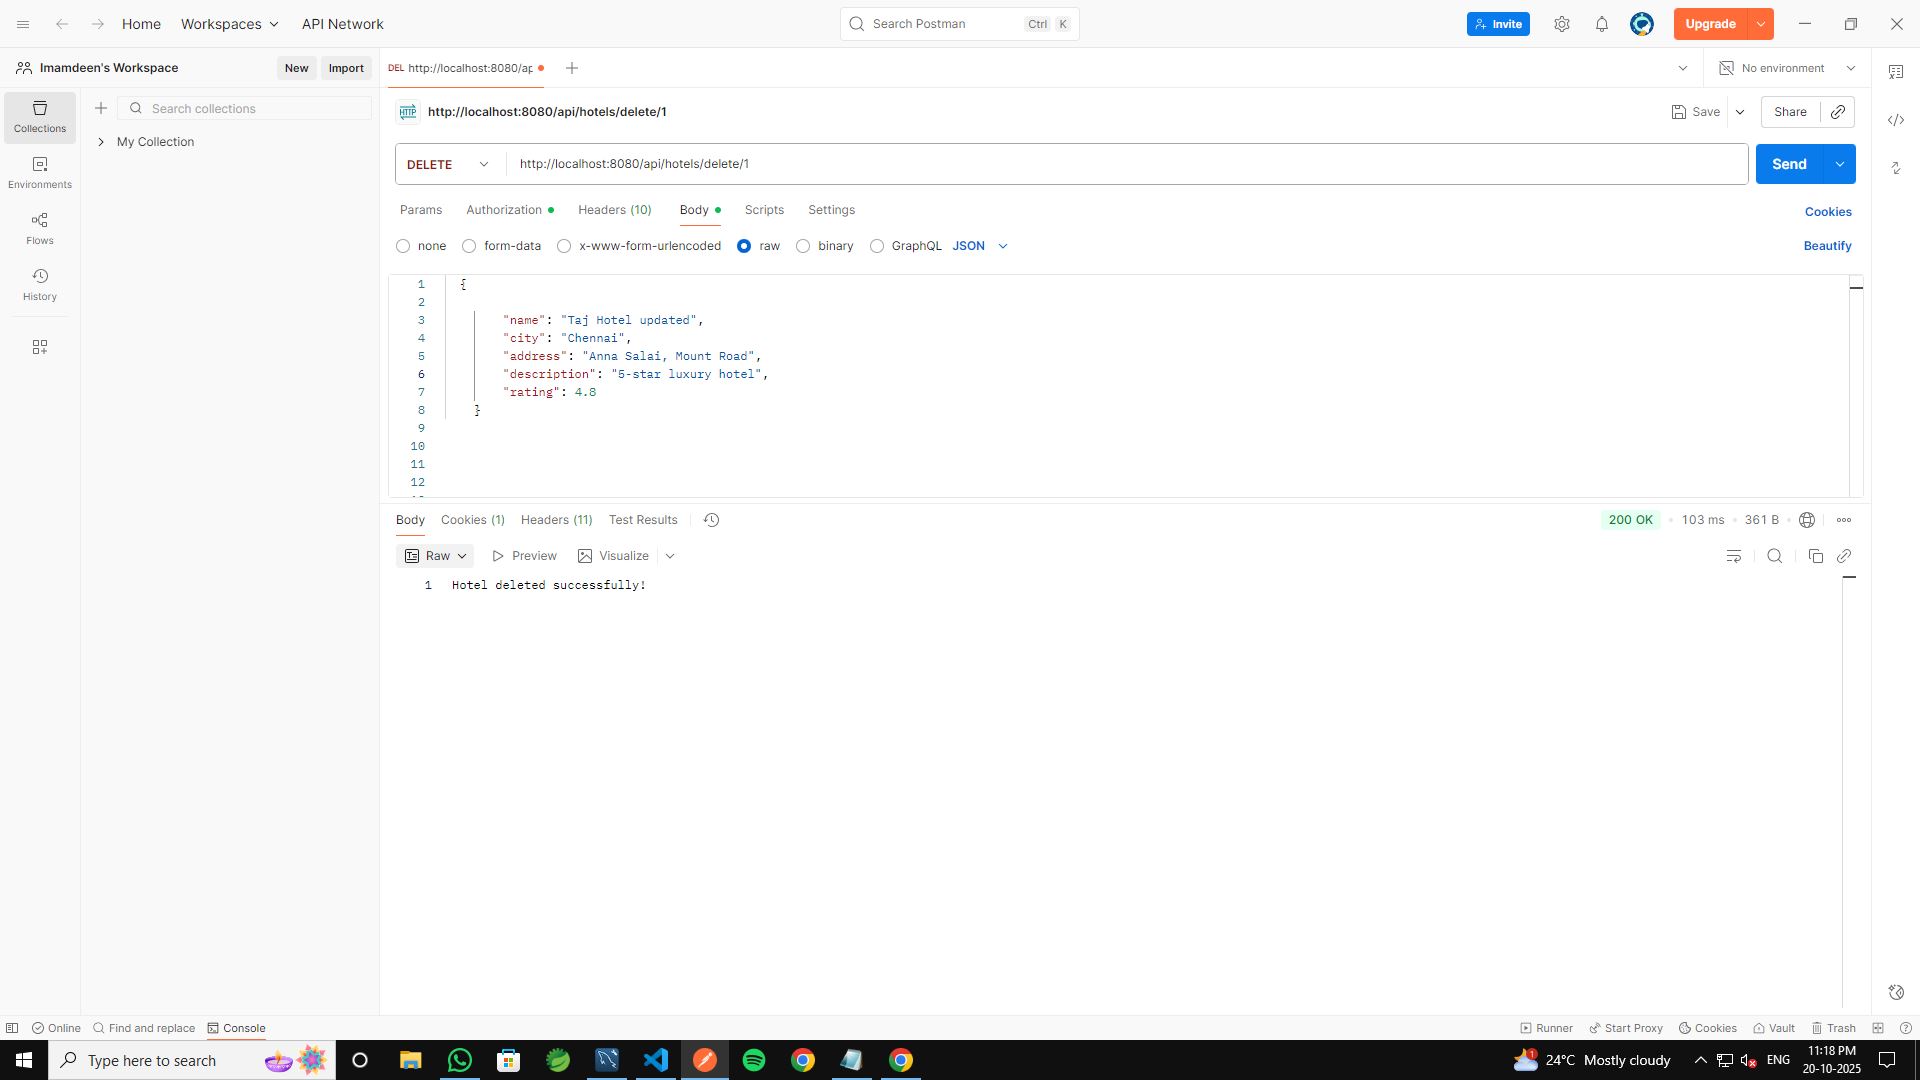 Home Workspaces API Network Search Postman Ctrl K Invite Upgrade
Imamdeen's Workspace New Import DEL http://localhost:8080/ap No environment
Collections Search collections
http://localhost:8080/api/hotels/delete/1 Save Share
My Collection
DELETE http://localhost:8080/api/hotels/delete/1 Send
Environments
Params Authorization Headers (10) Body Scripts Settings Cookies
Flows
none form-data x-www-form-urlencoded raw binary GraphQL JSON Beautify
History
1 {
2
3 "name": "Taj Hotel updated",
4 "city": "Chennai",
5 "address": "Anna Salai, Mount Road",
6 "description": "5-star luxury hotel",
7 "rating": 4.8
8 }
9
10
11
12
Body Cookies (1) Headers (11) Test Results 200 OK 103 ms 361 B
Raw Preview Visualize
1 Hotel deleted successfully!
Online Find and replace Console Runner Start Proxy Cookies Vault Trash
Type here to search 1 24°C Mostly cloudy ENG 11:18 PM
20-10-2025